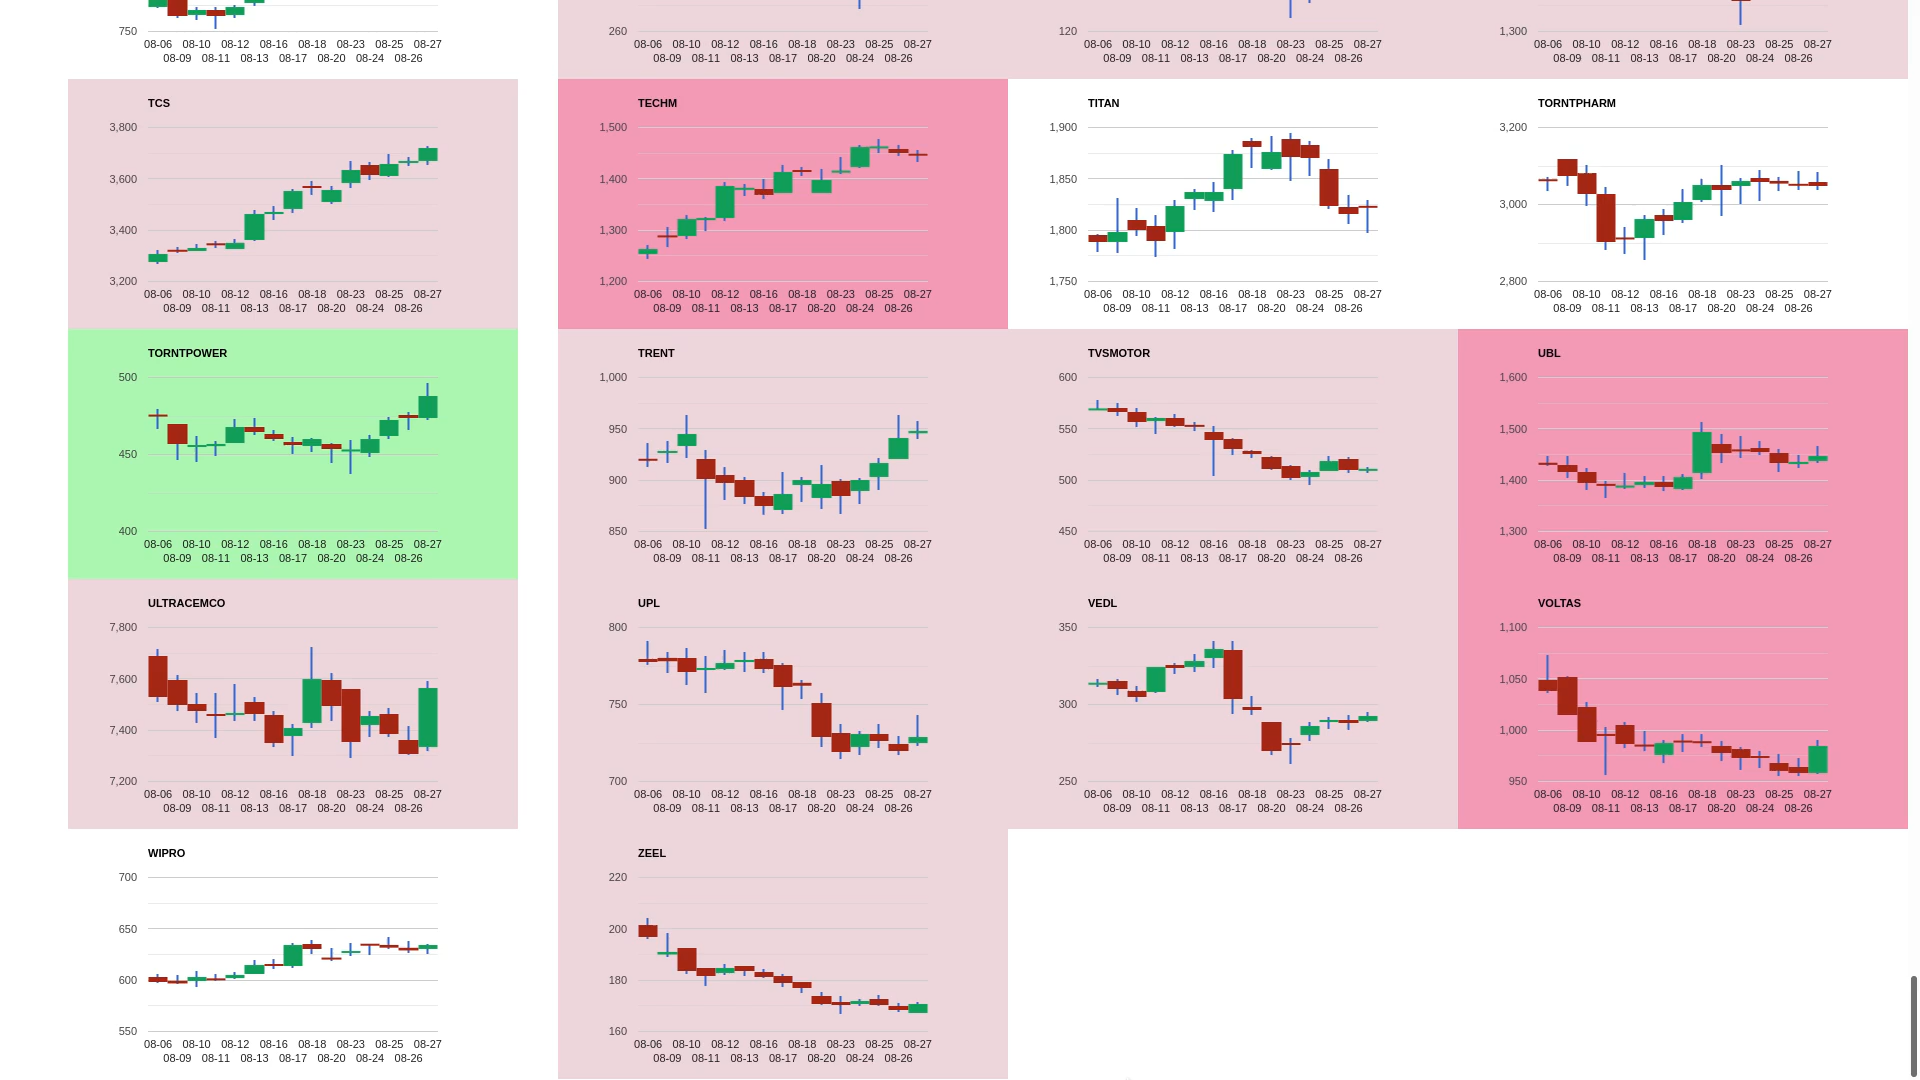 750 260 120 1,300
08-06 08-10 08-12 08-16 08-18 08-23 08-25 08-27 08-06 08-10 08-12 08-16 08-18 08-23 08-25 08-27 08-06 08-10 08-12 08-16 08-18 08-23 08-25 08-27 08-06 08-10 08-12 08-16 08-18 08-23 08-25 08-27
08-09 08-11 08-13 08-17 08-20 08-24 08-26 08-09 08-11 08-13 08-17 08-20 08-24 08-26 08-09 08-11 08-13 08-17 08-20 08-24 08-26 08-09 08-11 08-13 08-17 08-20 08-24 08-26
TCS TECHM TITAN TORNTPHARM
3,800 1,500 1,900 3,200
3,600 1,400 1,850
3,000
3,400 1,300 1,800
3,200 1,200 1,750 2,800
08-06 08-10 08-12 08-16 08-18 08-23 08-25 08-27 08-06 08-10 08-12 08-16 08-18 08-23 08-25 08-27 08-06 08-10 08-12 08-16 08-18 08-23 08-25 08-27 08-06 08-10 08-12 08-16 08-18 08-23 08-25 08-27
08-09 08-11 08-13 08-17 08-20 08-24 08-26 08-09 08-11 08-13 08-17 08-20 08-24 08-26 08-09 08-11 08-13 08-17 08-20 08-24 08-26 08-09 08-11 08-13 08-17 08-20 08-24 08-26
TORNTPOWER TRENT TVSMOTOR UBL
500 1,000 600 1,600
950 550 1,500
450
900 500 1,400
400 850 450 1,300
08-06 08-10 08-12 08-16 08-18 08-23 08-25 08-27 08-06 08-10 08-12 08-16 08-18 08-23 08-25 08-27 08-06 08-10 08-12 08-16 08-18 08-23 08-25 08-27 08-06 08-10 08-12 08-16 08-18 08-23 08-25 08-27
08-09 08-11 08-13 08-17 08-20 08-24 08-26 08-09 08-11 08-13 08-17 08-20 08-24 08-26 08-09 08-11 08-13 08-17 08-20 08-24 08-26 08-09 08-11 08-13 08-17 08-20 08-24 08-26
ULTRACEMCO UPL VEDL VOLTAS
7,800 800 350 1,100
7,600 1,050
750 300
7,400 1,000
7,200 700 250 950
08-06 08-10 08-12 08-16 08-18 08-23 08-25 08-27 08-06 08-10 08-12 08-16 08-18 08-23 08-25 08-27 08-06 08-10 08-12 08-16 08-18 08-23 08-25 08-27 08-06 08-10 08-12 08-16 08-18 08-23 08-25 08-27
08-09 08-11 08-13 08-17 08-20 08-24 08-26 08-09 08-11 08-13 08-17 08-20 08-24 08-26 08-09 08-11 08-13 08-17 08-20 08-24 08-26 08-09 08-11 08-13 08-17 08-20 08-24 08-26
WIPRO ZEEL
700 220
650 200
600 180
550 160
08-06 08-10 08-12 08-16 08-18 08-23 08-25 08-27 08-06 08-10 08-12 08-16 08-18 08-23 08-25 08-27
08-09 08-11 08-13 08-17 08-20 08-24 08-26 08-09 08-11 08-13 08-17 08-20 08-24 08-26